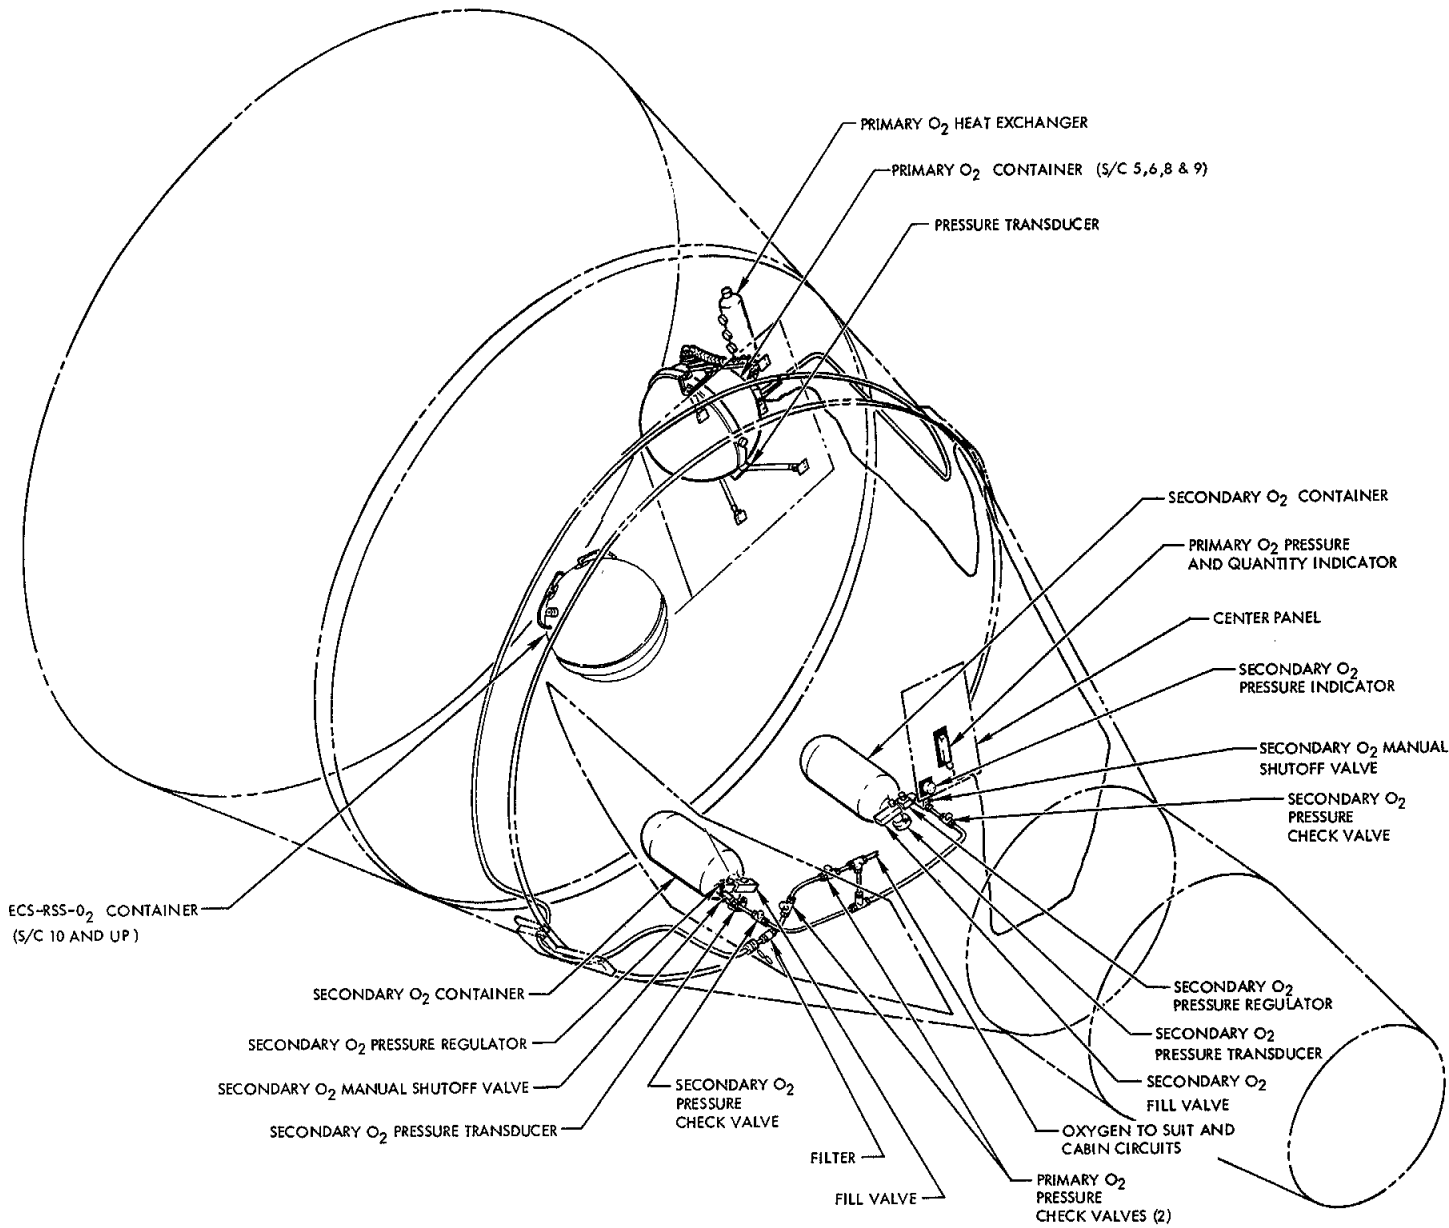 PRIMARY O2 HEAT EXCHANGER
PRIMARY O2 CONTAINER (S/C 5,6,8 & 9)
PRESSURE TRANSDUCER
SECONDARY O2 CONTAINER
PRIMARY O2 PRESSURE
AND QUANTITY INDICATOR
CENTER PANEL
SECONDARY O2
PRESSURE INDICATOR
SECONDARY O2 MANUAL
SHUTOFF VALVE
SECONDARY O2
PRESSURE
CHECK VALVE
ECS-RSS-O2 CONTAINER
(S/C 10 AND UP)
SECONDARY O2 CONTAINER
SECONDARY O2 PRESSURE REGULATOR
SECONDARY O2 MANUAL SHUTOFF VALVE
SECONDARY O2 PRESSURE TRANSDUCER
SECONDARY O2
PRESSURE
CHECK VALVE
FILTER
FILL VALVE
SECONDARY O2
PRESSURE REGULATOR
SECONDARY O2
PRESSURE TRANSDUCER
SECONDARY O2
FILL VALVE
OXYGEN TO SUIT AND
CABIN CIRCUITS
PRIMARY O2
PRESSURE
CHECK VALVES (2)